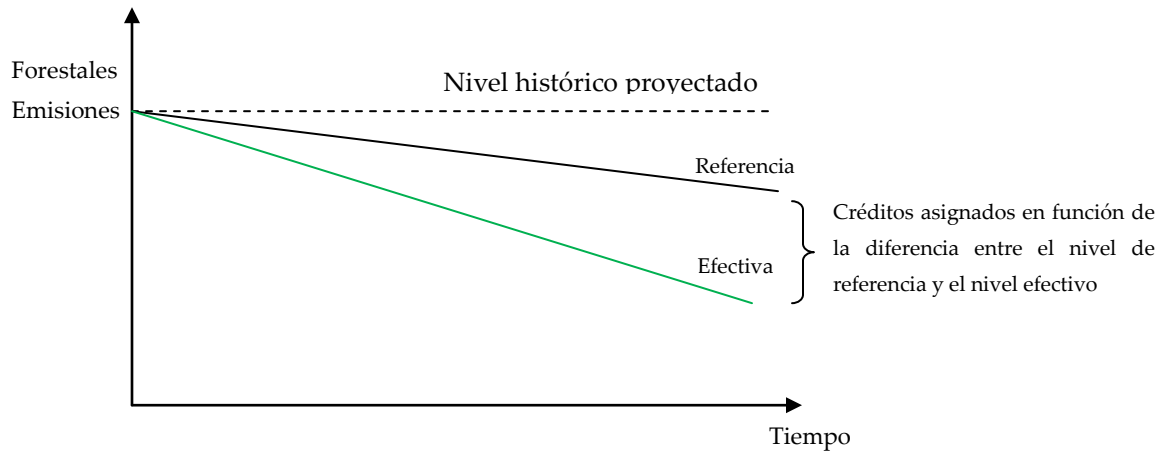 Forestales
Emisiones
Nivel histórico proyectado
Referencia
Créditos asignados en función de
la diferencia entre el nivel de
referencia y el nivel efectivo
Efectiva
Tiempo